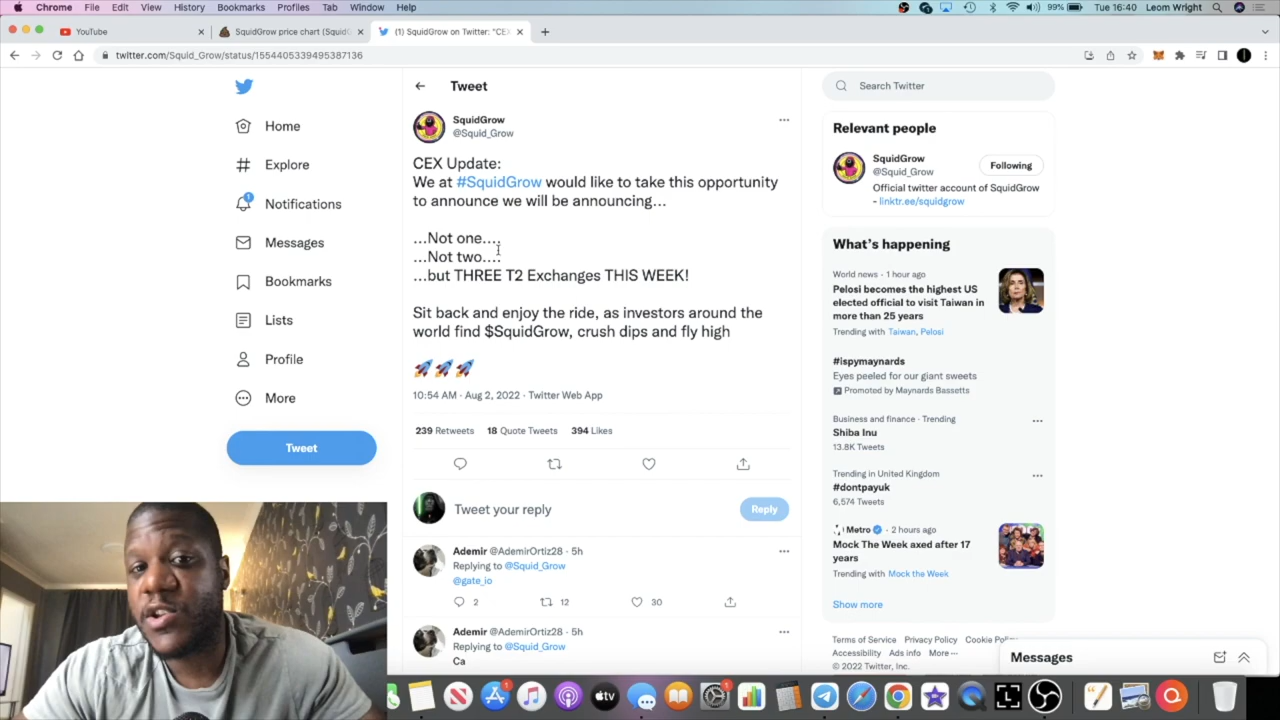 Chrome File Edit View History Bookmarks Profiles Tab Window Help
99% Tue 16:40 Leom Wright
YouTube
SquidGrow price chart (SquidG
(1) SquidGrow on Twitter: "CEX
twitter.com/Squid_Grow/status/1554405339495387136
Home
Explore
1
Notifications
Messages
Bookmarks
Lists
Profile
More
Tweet
Tweet
SquidGrow
@Squid_Grow
CEX Update:
We at #SquidGrow would like to take this opportunity
to announce we will be announcing...
...Not one....
...Not two....
...but THREE T2 Exchanges THIS WEEK!
Sit back and enjoy the ride, as investors around the
world find $SquidGrow, crush dips and fly high
🚀🚀🚀
10:54 AM · Aug 2, 2022 · Twitter Web App
239 Retweets 18 Quote Tweets 394 Likes
Tweet your reply
Reply
Ademir @AdemirOrtiz28 · 5h
Replying to @Squid_Grow
@gate_io
2 12 30
Ademir @AdemirOrtiz28 · 5h
Replying to @Squid_Grow
Ca
Search Twitter
Relevant people
SquidGrow
@Squid_Grow
Following
Official twitter account of SquidGrow
- linktr.ee/squidgrow
What's happening
World news · 1 hour ago
Pelosi becomes the highest US
elected official to visit Taiwan in
more than 25 years
Trending with Taiwan, Pelosi
#ispymaynards
Eyes peeled for our giant sweets
Promoted by Maynards Bassetts
Business and finance · Trending
Shiba Inu
13.8K Tweets
Trending in United Kingdom
#dontpayuk
6,574 Tweets
Metro · 2 hours ago
Mock The Week axed after 17
years
Trending with Mock the Week
Show more
Terms of Service Privacy Policy Cookie Policy
Accessibility Ads info More ···
© 2022 Twitter, Inc.
Messages
1
1